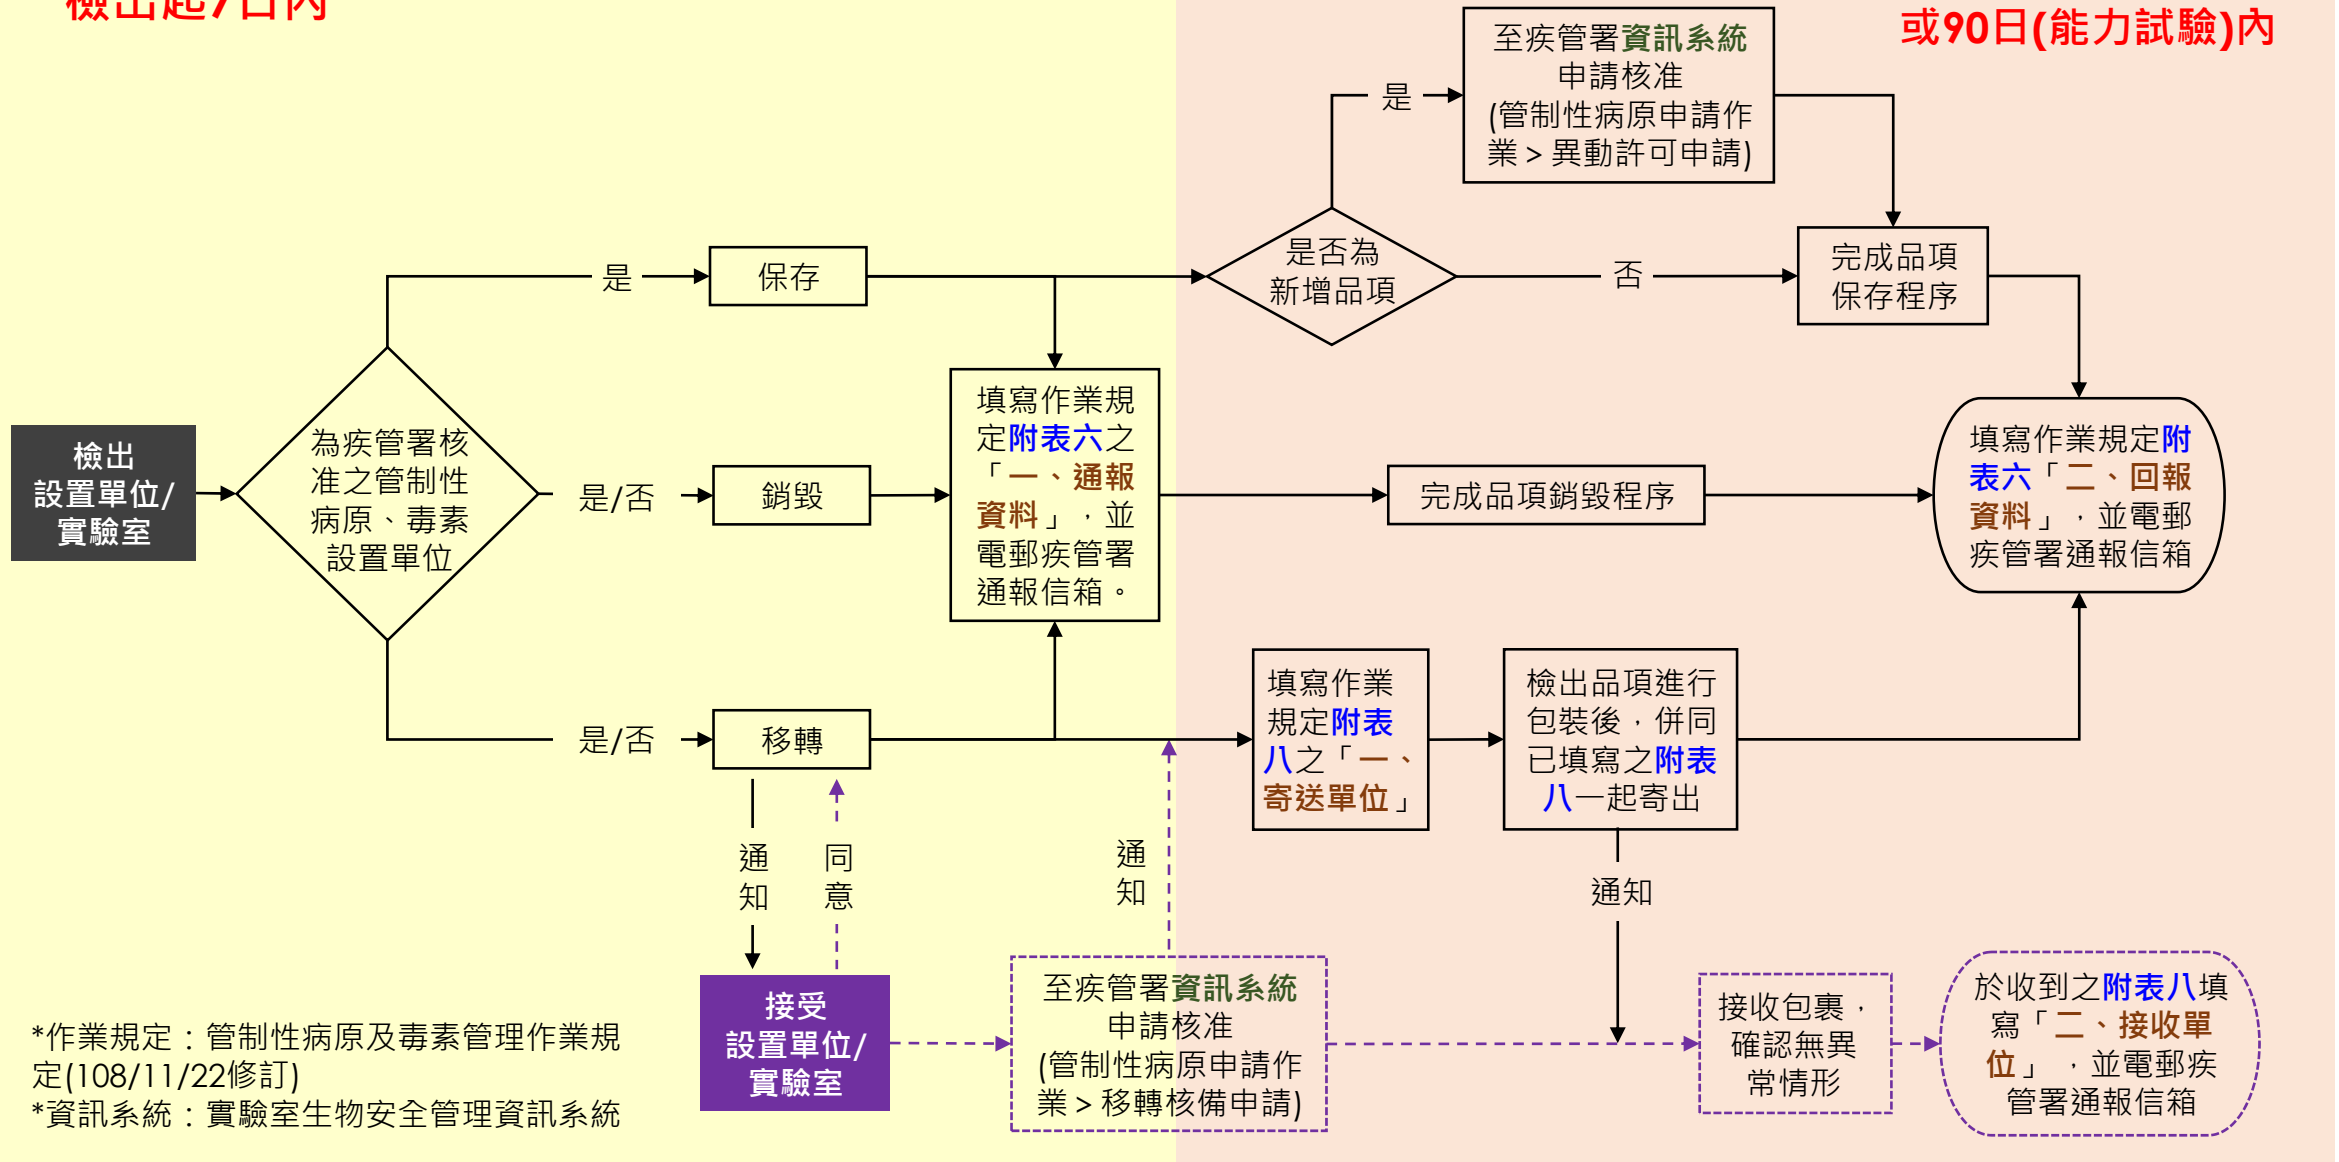 檢出起7日內
或90日(能力試驗)內
至疾管署資訊系統
申請核准
(管制性病原申請作
業 > 異動許可申請)
是
是否為
新增品項
否
完成品項
保存程序
是
保存
檢出
設置單位/
實驗室
為疾管署核
准之管制性
病原、毒素
設置單位
是/否
銷毀
填寫作業規
定附表六之
「一、通報
資料」，並
電郵疾管署
通報信箱。
完成品項銷毀程序
填寫作業規定附
表六「二、回報
資料」，並電郵
疾管署通報信箱
是/否
移轉
填寫作業
規定附表
八之「一、
寄送單位」
檢出品項進行
包裝後，併同
已填寫之附表
八一起寄出
通
知
同
意
通
知
通知
接受
設置單位/
實驗室
至疾管署資訊系統
申請核准
(管制性病原申請作
業 > 移轉核備申請)
接收包裹，
確認無異
常情形
於收到之附表八填
寫「二、接收單
位」，並電郵疾
管署通報信箱
*作業規定：管制性病原及毒素管理作業規
定(108/11/22修訂)
*資訊系統：實驗室生物安全管理資訊系統